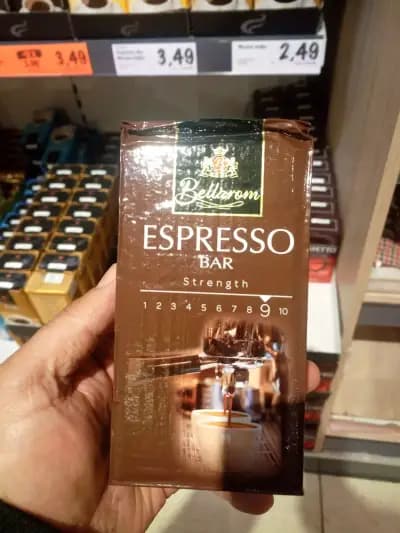 3,49
3,49
2,49
Bellarom
ESPRESSO
BAR
Strength
1 2 3 4 5 6 7 8 9 10